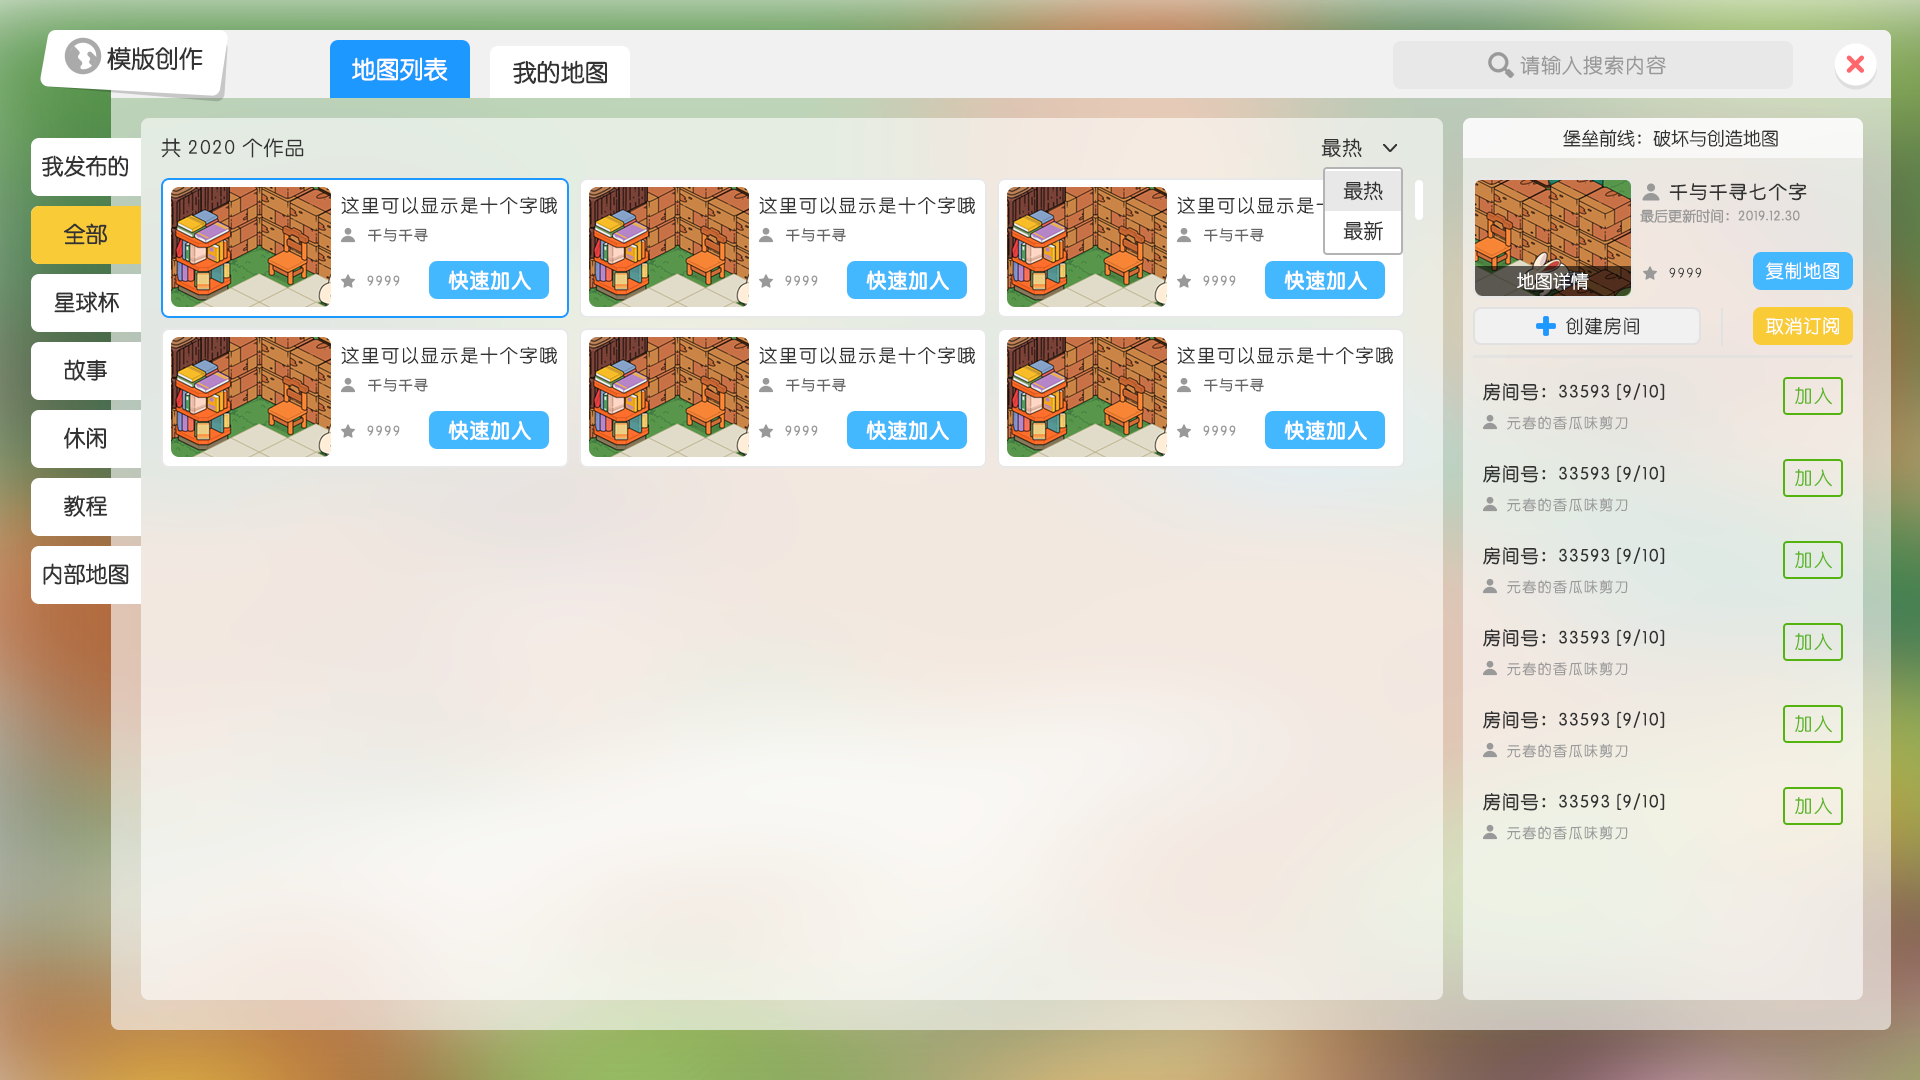 模版创作
地图列表
我的地图
请输入搜索内容
我发布的
全部
星球杯
故事
休闲
教程
内部地图
共 2020 个作品
最热
最热
最新
这里可以显示是十个字哦
千与千寻
9999
快速加入
这里可以显示是十个字哦
千与千寻
9999
快速加入
这里可以显示是
千与千寻
9999
快速加入
这里可以显示是十个字哦
千与千寻
9999
快速加入
这里可以显示是十个字哦
千与千寻
9999
快速加入
这里可以显示是十个字哦
千与千寻
9999
快速加入
堡垒前线：破坏与创造地图
千与千寻七个字
最后更新时间：2019.12.30
地图详情
9999
复制地图
创建房间
取消订阅
房间号：33593 [9/10]
元春的香瓜味剪刀
加入
房间号：33593 [9/10]
元春的香瓜味剪刀
加入
房间号：33593 [9/10]
元春的香瓜味剪刀
加入
房间号：33593 [9/10]
元春的香瓜味剪刀
加入
房间号：33593 [9/10]
元春的香瓜味剪刀
加入
房间号：33593 [9/10]
元春的香瓜味剪刀
加入